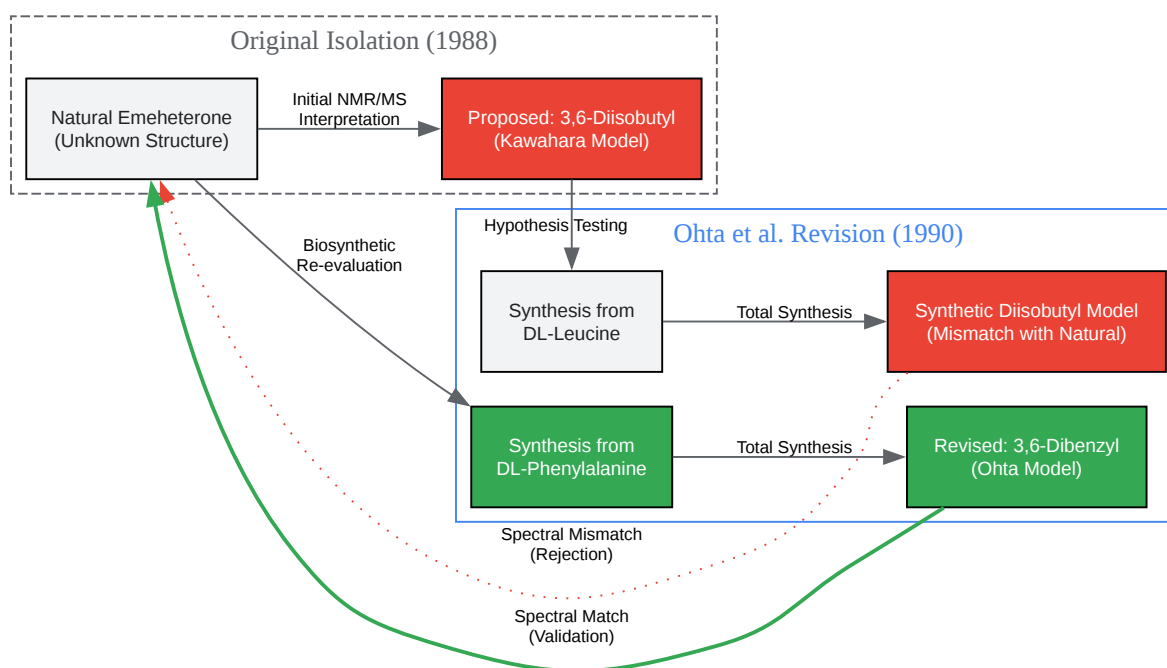 Original Isolation (1988)
Natural Emeheterone
(Unknown Structure)
Initial NMR/MS
Interpretation
Proposed: 3,6-Diisobutyl
(Kawahara Model)
Hypothesis Testing
Ohta et al. Revision (1990)
Biosynthetic
Re-evaluation
Synthesis from
DL-Leucine
Total Synthesis
Synthetic Diisobutyl Model
(Mismatch with Natural)
Synthesis from
DL-Phenylalanine
Total Synthesis
Revised: 3,6-Dibenzyl
(Ohta Model)
Spectral Mismatch
(Rejection)
Spectral Match
(Validation)